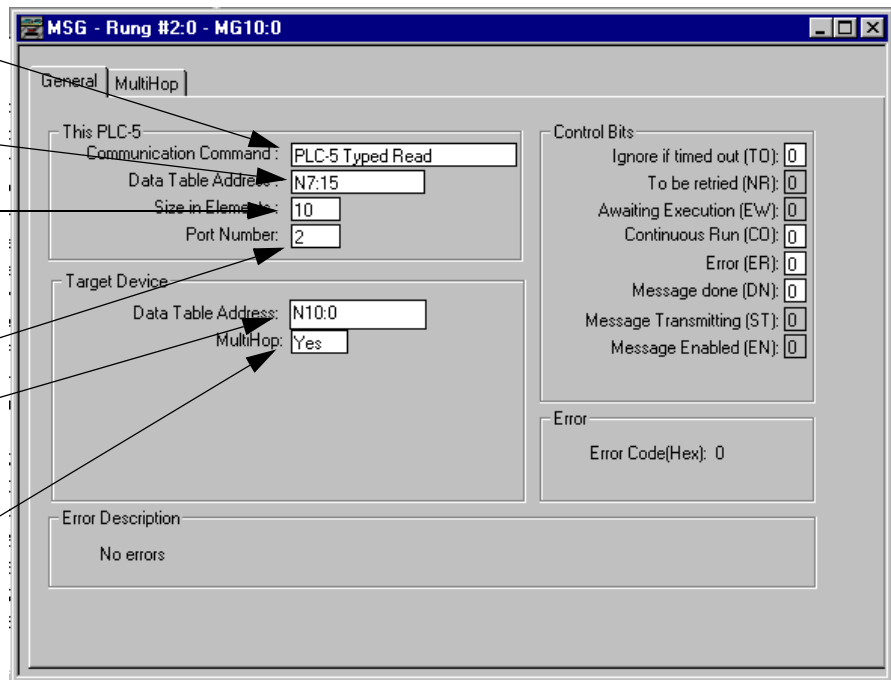 MSG - Rung #2:0 - MG10:0
General
MultiHop
This PLC-5
Communication Command : PLC-5 Typed Read
Data Table Address : N7:15
Size in Elements : 10
Port Number: 2
Target Device
Data Table Address: N10:0
MultiHop: Yes
Control Bits
Ignore if timed out (TO): 0
To be retried (NR): 0
Awaiting Execution (EW): 0
Continuous Run (CO): 0
Error (ER): 0
Message done (DN): 0
Message Transmitting (ST): 0
Message Enabled (EN): 0
Error
Error Code(Hex): 0
Error Description
No errors